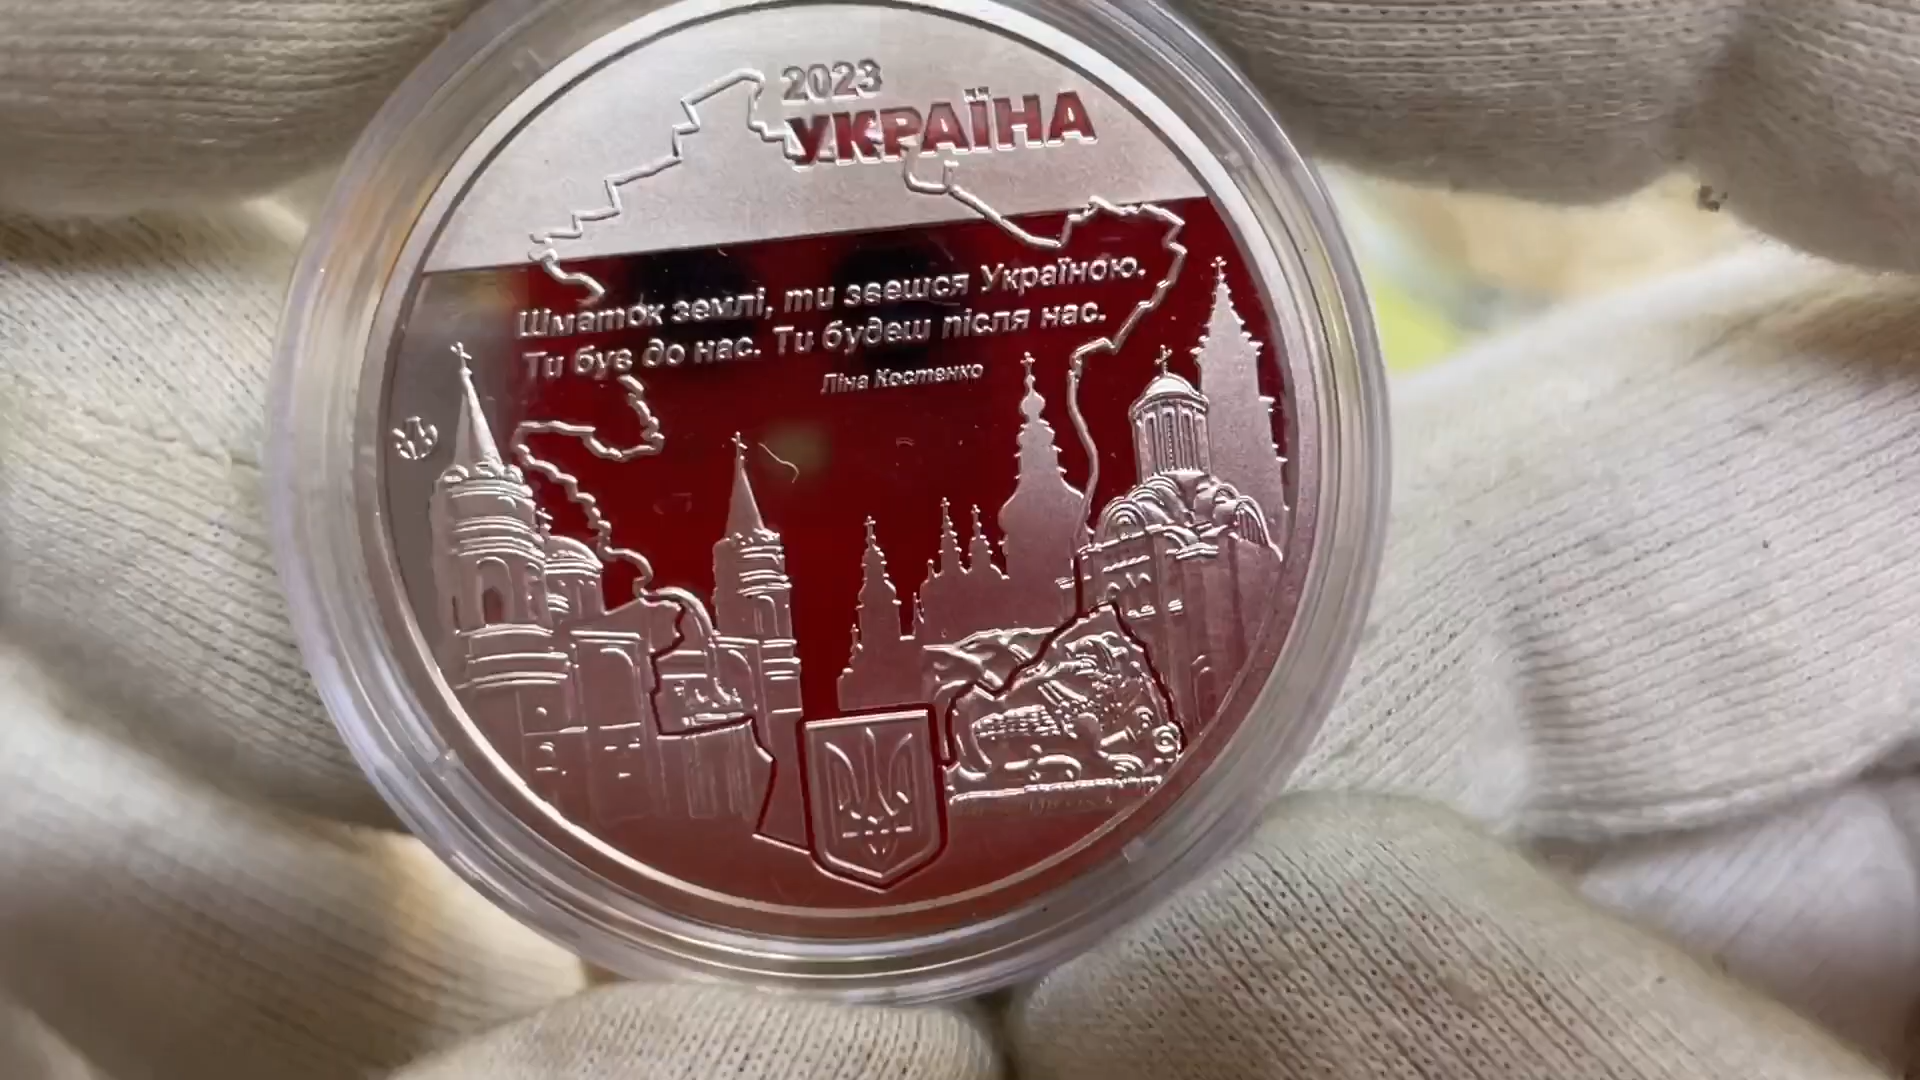 2023
УКРАЇНА
Шматок землі, ти звешся Україною.
Ти був до нас. Ти будеш після нас.
Ліна Костенко